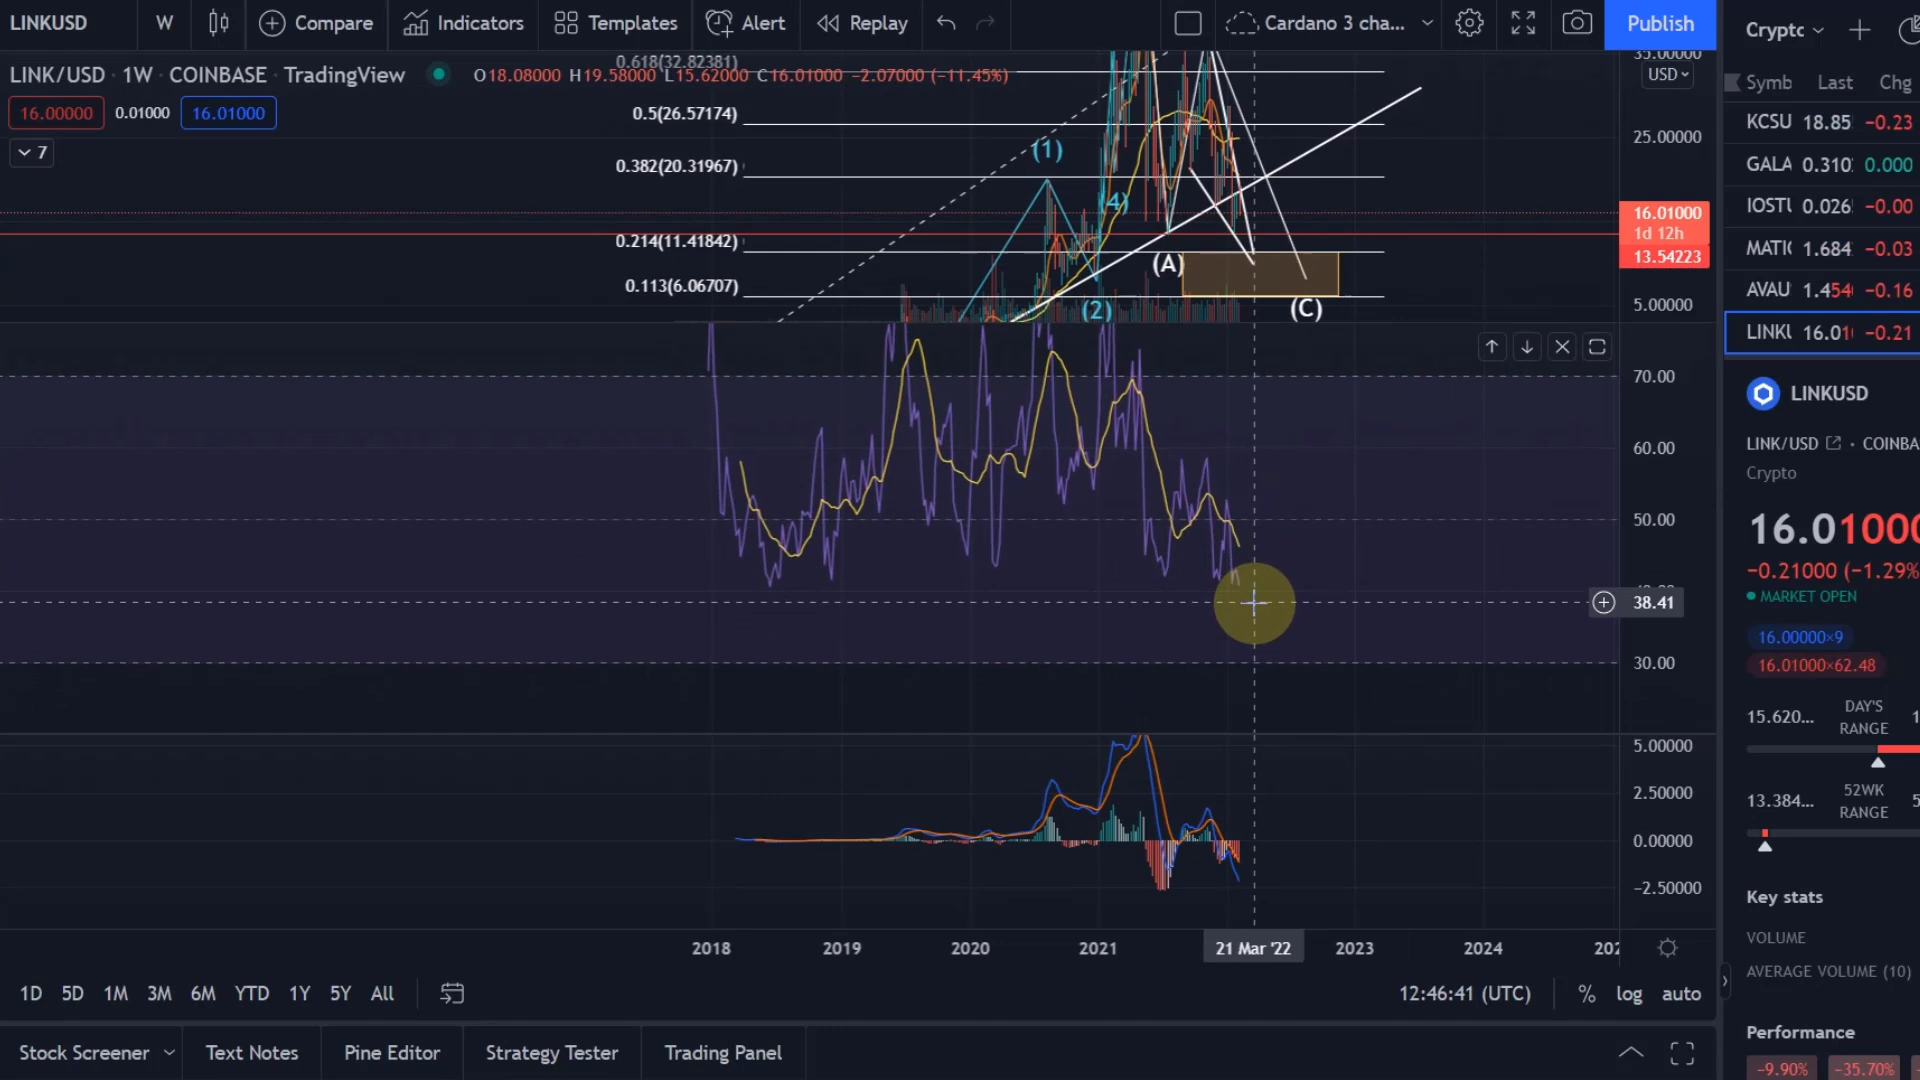 LINKUSD W Compare Indicators Templates Alert Replay Cardano 3 cha... Publish
LINK/USD · 1W · COINBASE · TradingView O18.08000 H19.58000 L15.62000 C16.01000 −2.07000 (−11.45%)
16.00000 0.01000 16.01000
7
0.618(32.82381)
0.5(26.57174)
0.382(20.31967)
0.214(11.41842)
0.113(6.06707)
(1)
(4)
(2)
(A)
(C)
35.00000
USD
25.00000
16.01000
1d 12h
13.54223
5.00000
70.00
60.00
50.00
38.41
30.00
5.00000
2.50000
0.00000
−2.50000
2018 2019 2020 2021 21 Mar '22 2023 2024 202
1D 5D 1M 3M 6M YTD 1Y 5Y All 12:46:41 (UTC) % log auto
Stock Screener Text Notes Pine Editor Strategy Tester Trading Panel
Crypto
Symb Last Chg
KCSU 18.85 −0.23
GALA 0.310 0.000
IOSTU 0.026 −0.00
MATIC 1.684 −0.03
AVAU 1.454 −0.16
LINKU 16.01 −0.21
LINKUSD
LINK/USD · COINBA
Crypto
16.01000
−0.21000 (−1.29%
MARKET OPEN
16.00000×9
16.01000×62.48
15.620... DAY'S RANGE 1
13.384... 52WK RANGE 5
Key stats
VOLUME
AVERAGE VOLUME (10)
Performance
−9.90% −35.70%